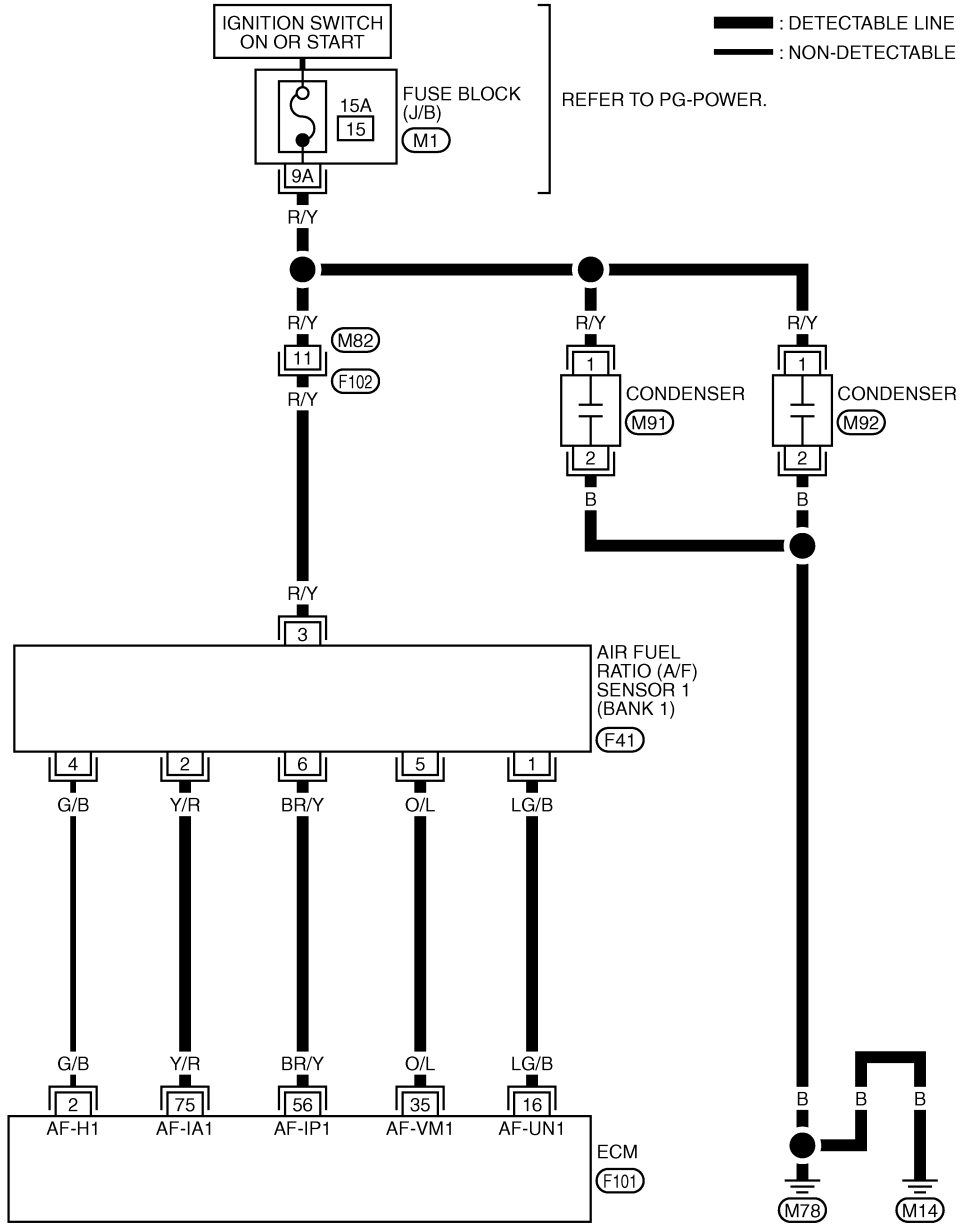 IGNITION SWITCH
ON OR START
: DETECTABLE LINE
: NON-DETECTABLE
15A
15
FUSE BLOCK
(J/B)
M1
REFER TO PG-POWER.
9A
R/Y
R/Y
R/Y
R/Y
11
M82
F102
R/Y
1
1
CONDENSER
M91
CONDENSER
M92
2
2
B
B
R/Y
3
AIR FUEL
RATIO (A/F)
SENSOR 1
(BANK 1)
F41
4
2
6
5
1
G/B
Y/R
BR/Y
O/L
LG/B
G/B
Y/R
BR/Y
O/L
LG/B
2
75
56
35
16
AF-H1
AF-IA1
AF-IP1
AF-VM1
AF-UN1
ECM
F101
B
B
B
M78
M14